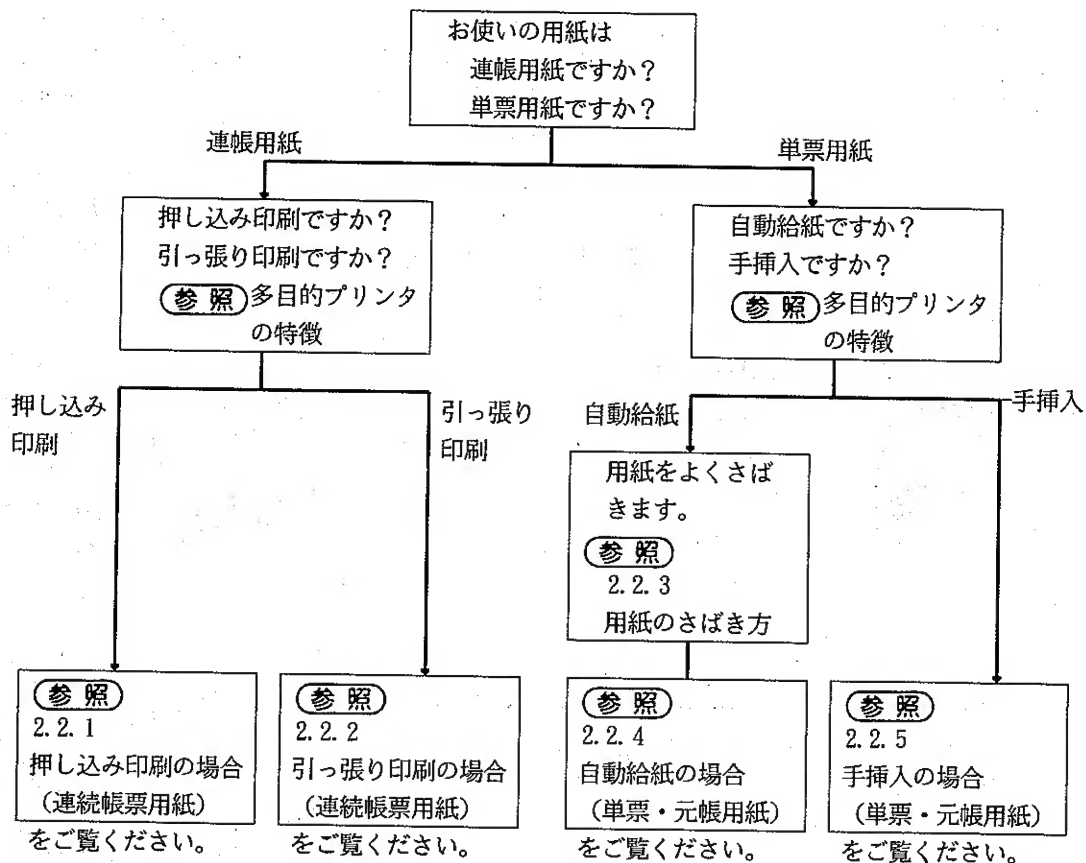 お使いの用紙は
連帳用紙ですか？
単票用紙ですか？
連帳用紙
単票用紙
押し込み印刷ですか？
引っ張り印刷ですか？
参照 多目的プリンタ
の特徴
自動給紙ですか？
手挿入ですか？
参照 多目的プリンタ
の特徴
押し込み
印刷
引っ張り
印刷
自動給紙
手挿入
用紙をよくさば
きます。
参照
2.2.3
用紙のさばき方
参照
2.2.1
押し込み印刷の場合
（連続帳票用紙）
をご覧ください。
参照
2.2.2
引っ張り印刷の場合
（連続帳票用紙）
をご覧ください。
参照
2.2.4
自動給紙の場合
（単票・元帳用紙）
をご覧ください。
参照
2.2.5
手挿入の場合
（単票・元帳用紙）
をご覧ください。